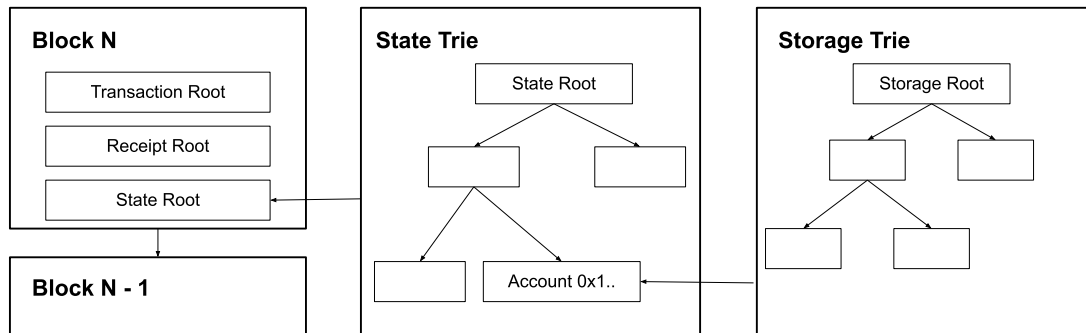 Block N
Transaction Root
Receipt Root
State Root
Block N - 1
State Trie
State Root
Account 0x1..
Storage Trie
Storage Root